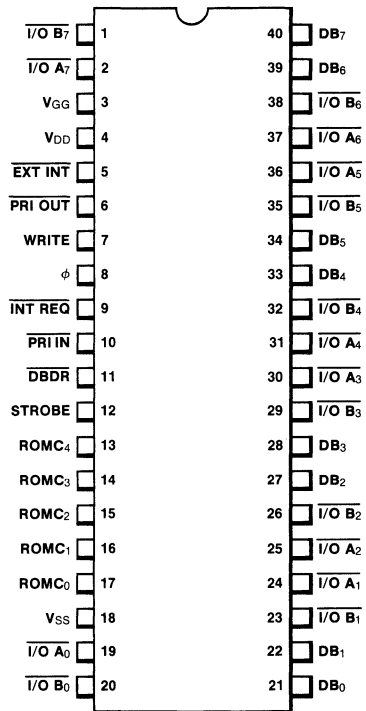 I/O B7 1 40 DB7
I/O A7 2 39 DB6
VGG 3 38 I/O B6
VDD 4 37 I/O A6
EXT INT 5 36 I/O A5
PRI OUT 6 35 I/O B5
WRITE 7 34 DB5
ϕ 8 33 DB4
INT REQ 9 32 I/O B4
PRI IN 10 31 I/O A4
DBDR 11 30 I/O A3
STROBE 12 29 I/O B3
ROMC4 13 28 DB3
ROMC3 14 27 DB2
ROMC2 15 26 I/O B2
ROMC1 16 25 I/O A2
ROMC0 17 24 I/O A1
VSS 18 23 I/O B1
I/O A0 19 22 DB1
I/O B0 20 21 DB0